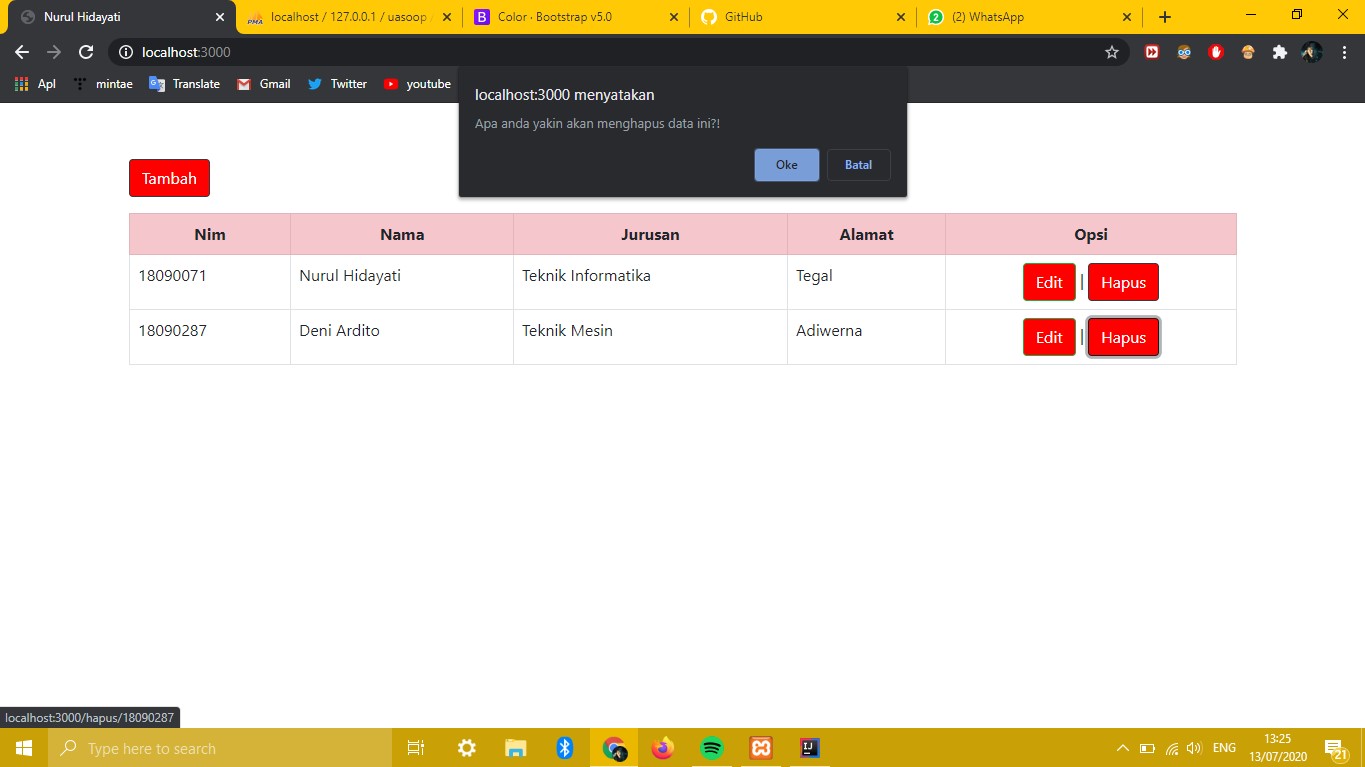 Nurul Hidayati
localhost / 127.0.0.1 / uasoop
Color · Bootstrap v5.0
GitHub
(2) WhatsApp
localhost:3000
Apl
mintae
Translate
Gmail
Twitter
youtube
localhost:3000 menyatakan
Apa anda yakin akan menghapus data ini?!
Oke
Batal
Tambah
Nim Nama Jurusan Alamat Opsi
18090071 Nurul Hidayati Teknik Informatika Tegal Edit | Hapus
18090287 Deni Ardito Teknik Mesin Adiwerna Edit | Hapus
localhost:3000/hapus/18090287
Type here to search
ENG
13:25
13/07/2020
21